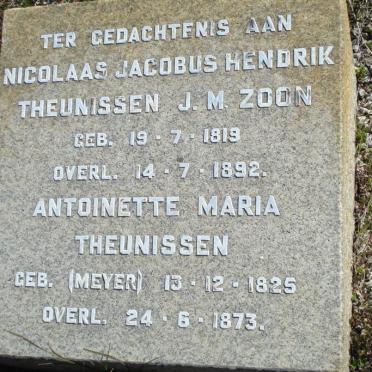 TER GEDACHTENIS AAN
NICOLAAS JACOBUS HENDRIK
THEUNISSEN J. M. ZOON
GEB. 19 - 7 - 1819
OVERL. 14 - 7 - 1892.
ANTOINETTE MARIA
THEUNISSEN
GEB. (MEYER) 13 - 12 - 1825
OVERL. 24 - 6 - 1873.